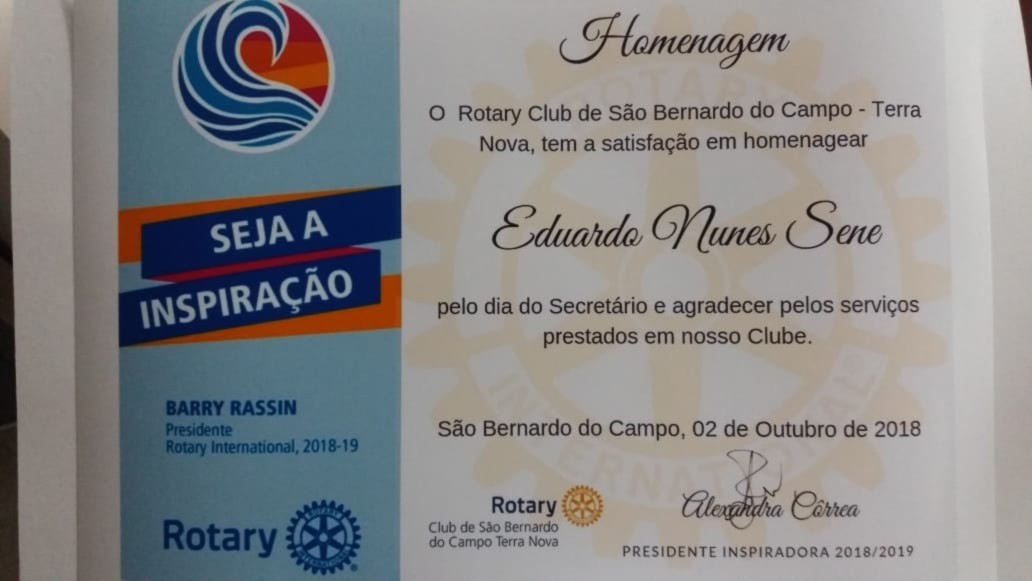 Homenagem
O Rotary Club de São Bernardo do Campo - Terra
Nova, tem a satisfação em homenagear
Eduardo Nunes Sene
pelo dia do Secretário e agradecer pelos serviços
prestados em nosso Clube.
São Bernardo do Campo, 02 de Outubro de 2018
Alexandra Côrrea
PRESIDENTE INSPIRADORA 2018/2019
Rotary
Club de São Bernardo
do Campo Terra Nova
SEJA A
INSPIRAÇÃO
BARRY RASSIN
Presidente
Rotary International, 2018-19
Rotary
ROTARY
INTERNATIONAL